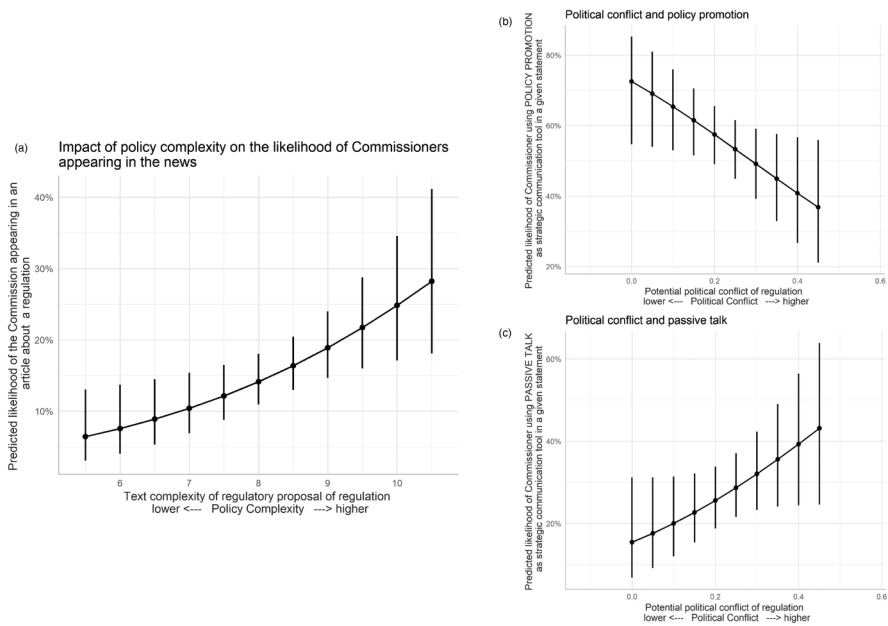 (a)
Impact of policy complexity on the likelihood of Commissioners
appearing in the news
Predicted likelihood of the Commission appearing in an
article about a regulation
40%
30%
20%
10%
6
7
8
9
10
Text complexity of regulatory proposal of regulation
lower <--- Policy Complexity ---> higher
(b)
Political conflict and policy promotion
Predicted likelihood of Commissioner using POLICY PROMOTION
as strategic communication tool in a given statement
80%
60%
40%
20%
0.0
0.2
0.4
0.6
Potential political conflict of regulation
lower <--- Political Conflict ---> higher
(c)
Political conflict and passive talk
Predicted likelihood of Commissioner using PASSIVE TALK
as strategic communication tool in a given statement
60%
40%
20%
0.0
0.2
0.4
0.6
Potential political conflict of regulation
lower <--- Political Conflict ---> higher